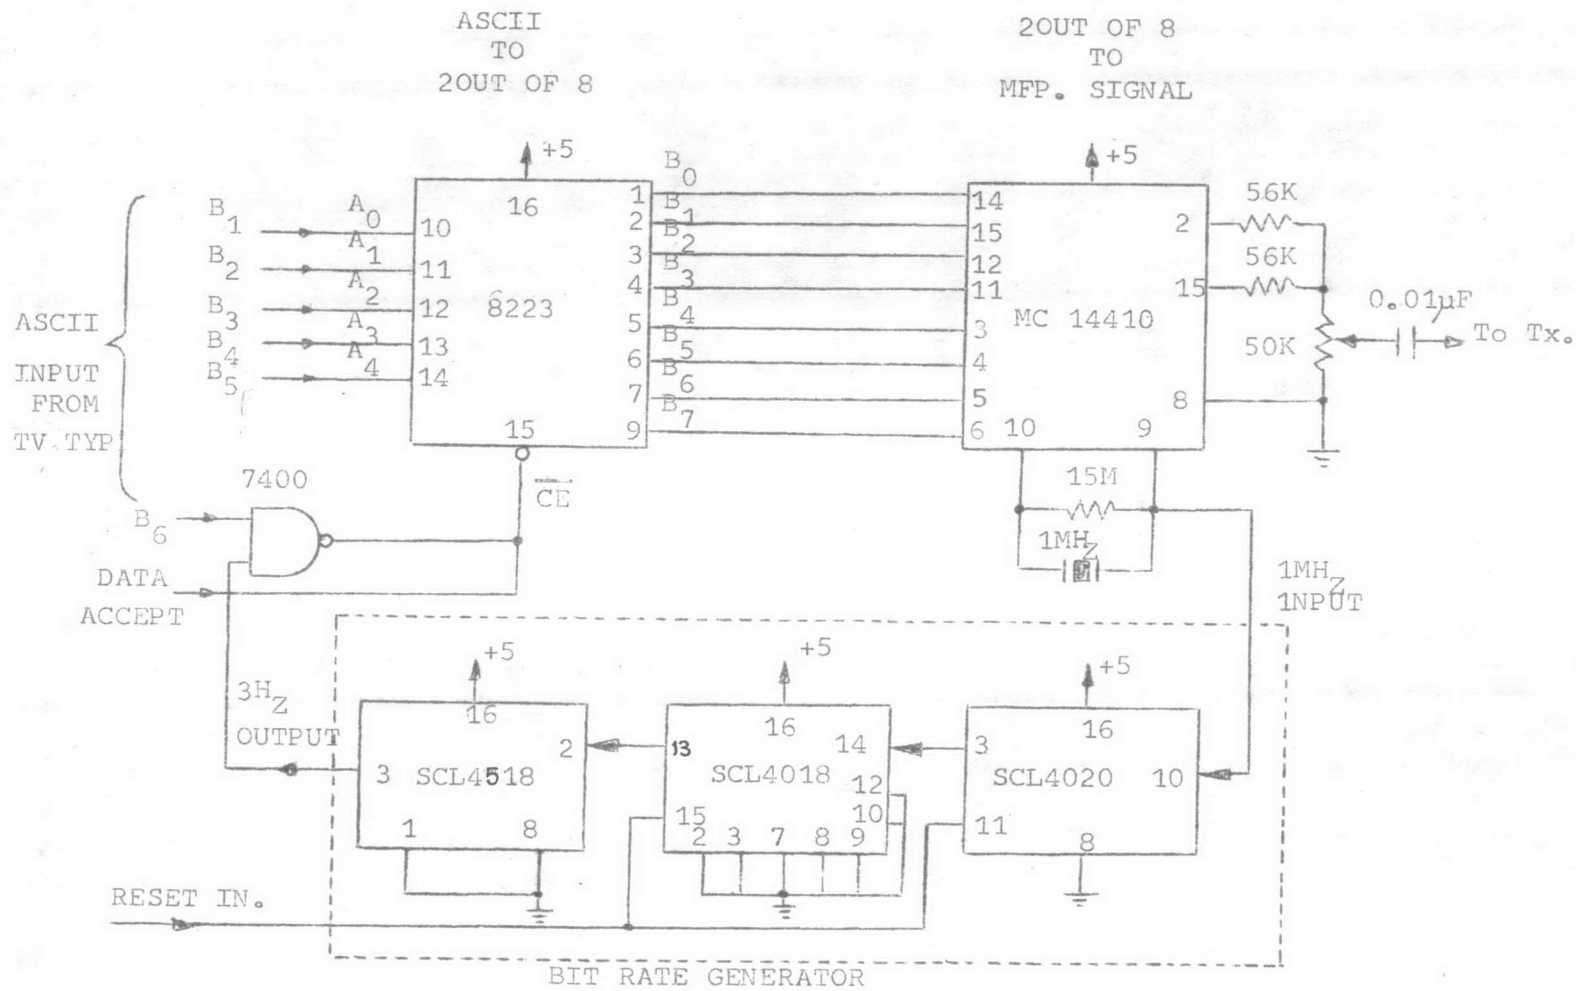 ASCII
TO
2OUT OF 8
2OUT OF 8
TO
MFP. SIGNAL
+5
+5
B0
B1
B2
B3
B4
B5
B6
B7
16
1
2
3
4
5
6
7
9
14
15
12
11
3
4
5
6
B1
B2
B3
B4
B5
A0
A1
A2
A3
A4
10
11
12
13
14
8223
15
MC 14410
2
15
8
10
9
56K
56K
50K
0.01µF
To Tx.
ASCII
INPUT
FROM
TV TYP
7400
B6
CE
DATA
ACCEPT
15M
1MHZ
1MHZ
1NPUT
+5
+5
+5
3HZ
OUTPUT
16
2
3
SCL4518
1
8
16
13
14
SCL4018
12
10
15
2
3
7
8
9
16
3
SCL4020
10
11
8
RESET IN.
BIT RATE GENERATOR